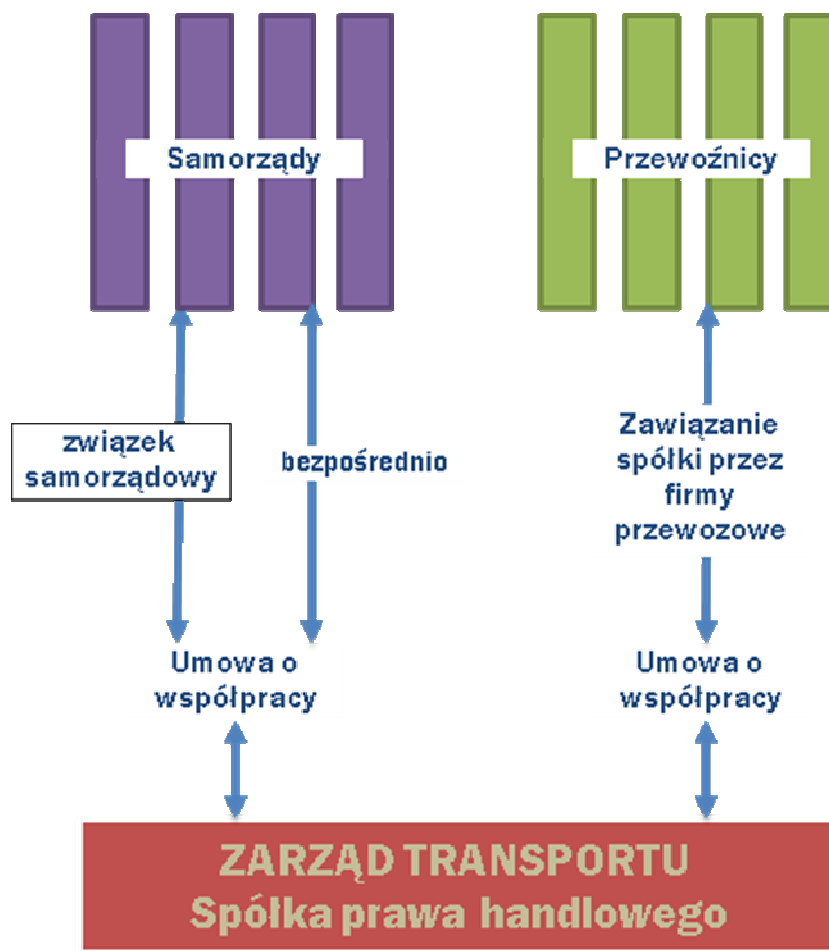 Samorządy
Przewoźnicy
związek
samorządowy
bezpośrednio
Zawiązanie
spółki przez
firmy
przewozowe
Umowa o
współpracy
Umowa o
współpracy
ZARZĄD TRANSPORTU
Spółka prawa handlowego